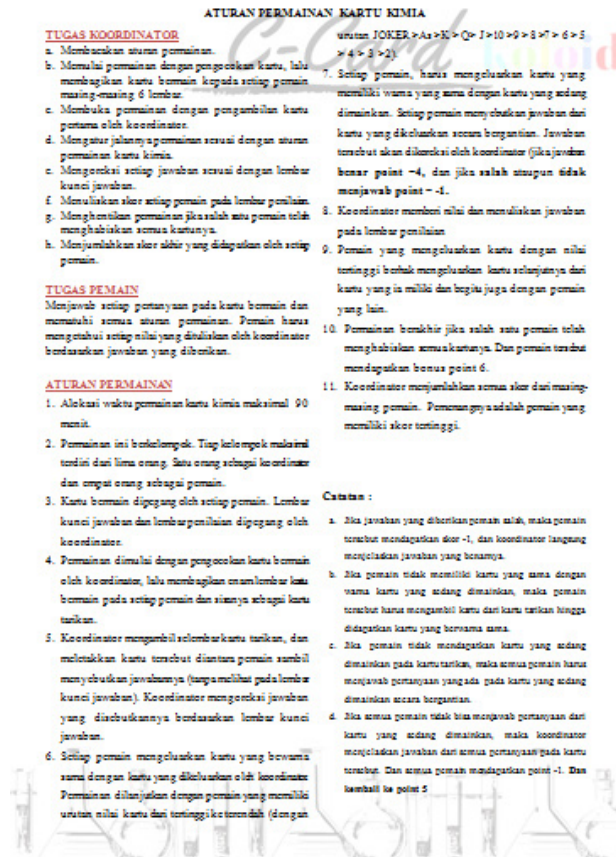 ATURAN PERMAINAN KARTU KIMIA
C-Card
koloid
TUGAS KOORDINATOR
a. Membacakan aturan permainan.
b. Memulai permainan dengan pengocokan kartu, lalu
membagikan kartu bermain kepada setiap pemain
masing-masing 6 lembar.
c. Membuka permainan dengan pengambilan kartu
pertama oleh koordinator.
d. Mengatur jalannya permainan sesuai dengan aturan
permainan kartu kimia.
e. Mengoreksi setiap jawaban sesuai dengan lembar
kunci jawaban.
f. Menuliskan skor setiap pemain pada lembar penilaian.
g. Menghentikan permainan jika salah satu pemain telah
menghabiskan semua kartunya.
h. Menjumlahkan skor akhir yang didapatkan oleh setiap
pemain.
TUGAS PEMAIN
Menjawab setiap pertanyaan pada kartu bermain dan
mematuhi semua aturan permainan. Pemain harus
mengetahui setiap nilai yang dituliskan oleh koordinator
berdasarkan jawaban yang diberikan.
ATURAN PERMAINAN
1. Alokasi waktu permainan kartu kimia maksimal 90
menit.
2. Permainan ini berkelompok. Tiap kelompok maksimal
terdiri dari lima orang. Satu orang sebagai koordinator
dan empat orang sebagai pemain.
3. Kartu bermain dipegang oleh setiap pemain. Lembar
kunci jawaban dan lembar penilaian dipegang oleh
koordinator.
4. Permainan dimulai dengan pengocokan kartu bermain
oleh koordinator, lalu membagikan enam lembar kartu
bermain pada setiap pemain dan sisanya sebagai kartu
tarikan.
5. Koordinator mengambil selembar kartu tarikan, dan
meletakkan kartu tersebut diantara pemain sambil
menyebutkan jawabannya (tanpa melihat pada lembar
kunci jawaban). Koordinator mengoreksi jawaban
yang disebutkannya berdasarkan lembar kunci
jawaban.
6. Setiap pemain mengeluarkan kartu yang berwarna
sama dengan kartu yang dikeluarkan oleh koordinator.
Permainan dilanjutkan dengan pemain yang memiliki
urutan nilai kartu dari tertinggi ke terendah (dengan
urutan JOKER > As > K > Q > J > 10 > 9 > 8 > 7 > 6 > 5
> 4 > 3 > 2).
7. Setiap pemain, harus mengeluarkan kartu yang
memiliki warna yang sama dengan kartu yang sedang
dimainkan. Setiap pemain menyebutkan jawaban dari
kartu yang dikeluarkan secara bergantian. Jawaban
tersebut akan dikoreksi oleh koordinator (jika jawaban
benar point +4, dan jika salah ataupun tidak
menjawab point – -1.
8. Koordinator memberi nilai dan menuliskan jawaban
pada lembar penilaian
9. Pemain yang mengeluarkan kartu dengan nilai
tertinggi berhak mengeluarkan kartu selanjutnya dari
kartu yang ia miliki dan begitu juga dengan pemain
yang lain.
10. Permainan berakhir jika salah satu pemain telah
menghabiskan semua kartunya. Dan pemain tersebut
mendapatkan bonus point 6.
11. Koordinator menjumlahkan semua skor dari masing-
masing pemain. Pemenangnya adalah pemain yang
memiliki skor tertinggi.
Catatan :
a. Jika jawaban yang diberikan pemain salah, maka pemain
tersebut mendapatkan skor -1, dan koordinator langsung
menjelaskan jawaban yang benarnya.
b. Jika pemain tidak memiliki kartu yang sama dengan
warna kartu yang sedang dimainkan, maka pemain
tersebut harus mengambil kartu dari kartu tarikan hingga
didapatkan kartu yang berwarna sama.
c. Jika pemain tidak mendapatkan kartu yang sedang
dimainkan pada kartu tarikan, maka semua pemain harus
menjawab pertanyaan yang ada pada kartu yang sedang
dimainkan secara bergantian.
d. Jika semua pemain tidak bisa menjawab pertanyaan dari
kartu yang sedang dimainkan, maka koordinator
menjelaskan jawaban dari semua pertanyaan pada kartu
tersebut. Dan semua pemain mendapatkan point -1. Dan
kembali ke point 5